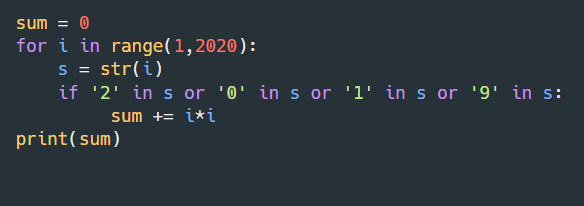 sum = 0
for i in range(1,2020):
    s = str(i)
    if '2' in s or '0' in s or '1' in s or '9' in s:
        sum += i*i
print(sum)